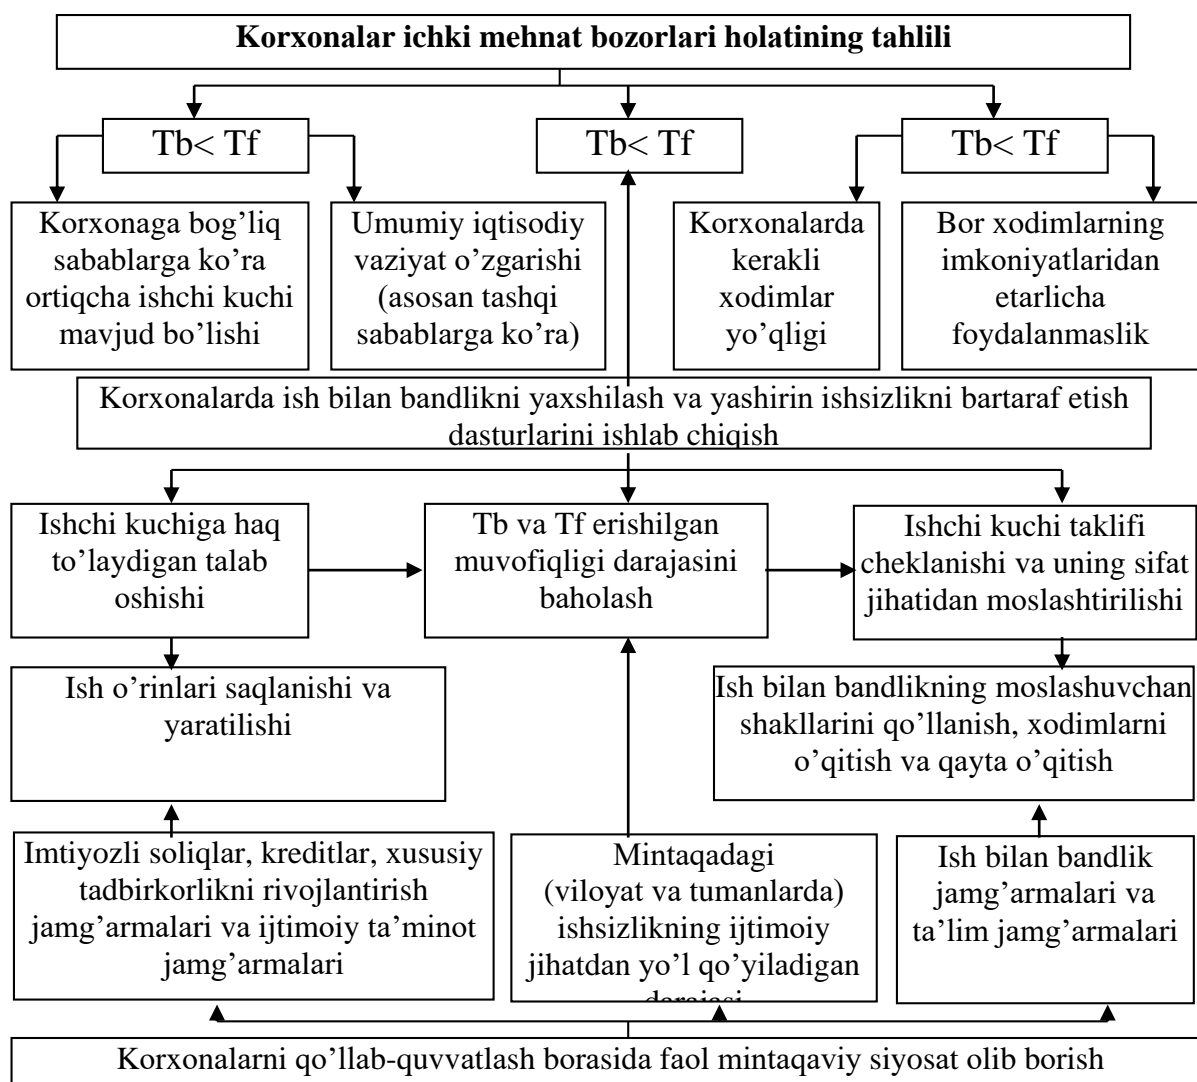 Korxonalar ichki mehnat bozorlari holatining tahlili
Tb< Tf
Tb< Tf
Tb< Tf
Korxonaga bog’liq
sabablarga ko’ra
ortiqcha ishchi kuchi
mavjud bo’lishi
Umumiy iqtisodiy
vaziyat o’zgarishi
(asosan tashqi
sabablarga ko’ra)
Korxonalarda
kerakli
xodimlar
yo’qligi
Bor xodimlarning
imkoniyatlaridan
etarlicha
foydalanmaslik
Korxonalarda ish bilan bandlikni yaxshilash va yashirin ishsizlikni bartaraf etish
dasturlarini ishlab chiqish
Ishchi kuchiga haq
to’laydigan talab
oshishi
Tb va Tf erishilgan
muvofiqligi darajasini
baholash
Ishchi kuchi taklifi
cheklanishi va uning sifat
jihatidan moslashtirilishi
Ish o’rinlari saqlanishi va
yaratilishi
Ish bilan bandlikning moslashuvchan
shakllarini qo’llanish, xodimlarni
o’qitish va qayta o’qitish
Imtiyozli soliqlar, kreditlar, xususiy
tadbirkorlikni rivojlantirish
jamg’armalari va ijtimoiy ta’minot
jamg’armalari
Mintaqadagi
(viloyat va tumanlarda)
ishsizlikning ijtimoiy
jihatdan yo’l qo’yiladigan
darajasi
Ish bilan bandlik
jamg’armalari va
ta’lim jamg’armalari
Korxonalarni qo’llab-quvvatlash borasida faol mintaqaviy siyosat olib borish